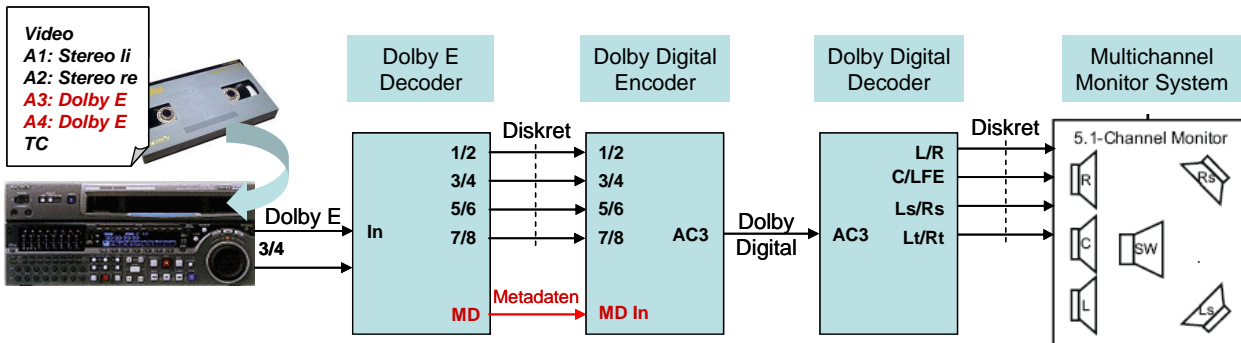 Video
A1: Stereo li
A2: Stereo re
A3: Dolby E
A4: Dolby E
TC
Dolby E
Decoder
Dolby Digital
Encoder
Dolby Digital
Decoder
Multichannel
Monitor System
Dolby E
3/4
In
1/2
3/4
5/6
7/8
MD
Diskret
Metadaten
1/2
3/4
5/6
7/8
AC3
MD In
Dolby
Digital
AC3
L/R
C/LFE
Ls/Rs
Lt/Rt
Diskret
5.1-Channel Monitor
R
Rs
C
SW
L
Ls